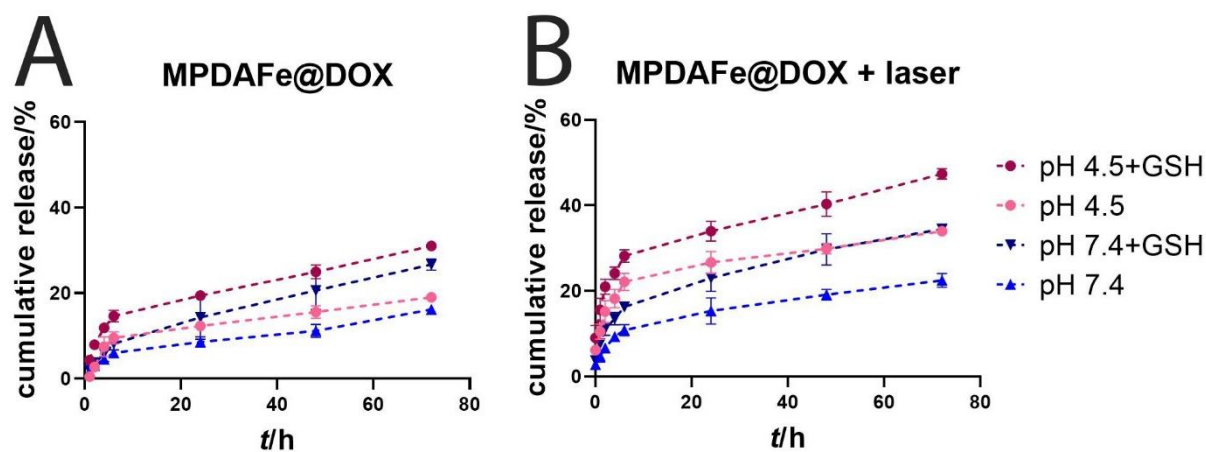 A
MPDAFe@DOX
cumulative release/%
60
40
20
0
0 20 40 60 80
t/h
B
MPDAFe@DOX + laser
cumulative release/%
60
40
20
0
0 20 40 60 80
t/h
pH 4.5+GSH
pH 4.5
pH 7.4+GSH
pH 7.4